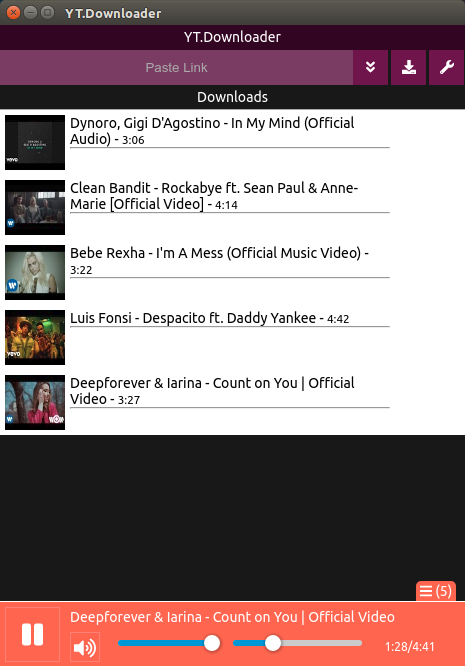 YT.Downloader
YT.Downloader
Paste Link
Downloads
Dynoro, Gigi D'Agostino - In My Mind (Official
Audio) - 3:06
Clean Bandit - Rockabye ft. Sean Paul & Anne-
Marie [Official Video] - 4:14
Bebe Rexha - I'm A Mess (Official Music Video) -
3:22
Luis Fonsi - Despacito ft. Daddy Yankee - 4:42
Deepforever & Iarina - Count on You | Official
Video - 3:27
(5)
Deepforever & Iarina - Count on You | Official Video
1:28/4:41